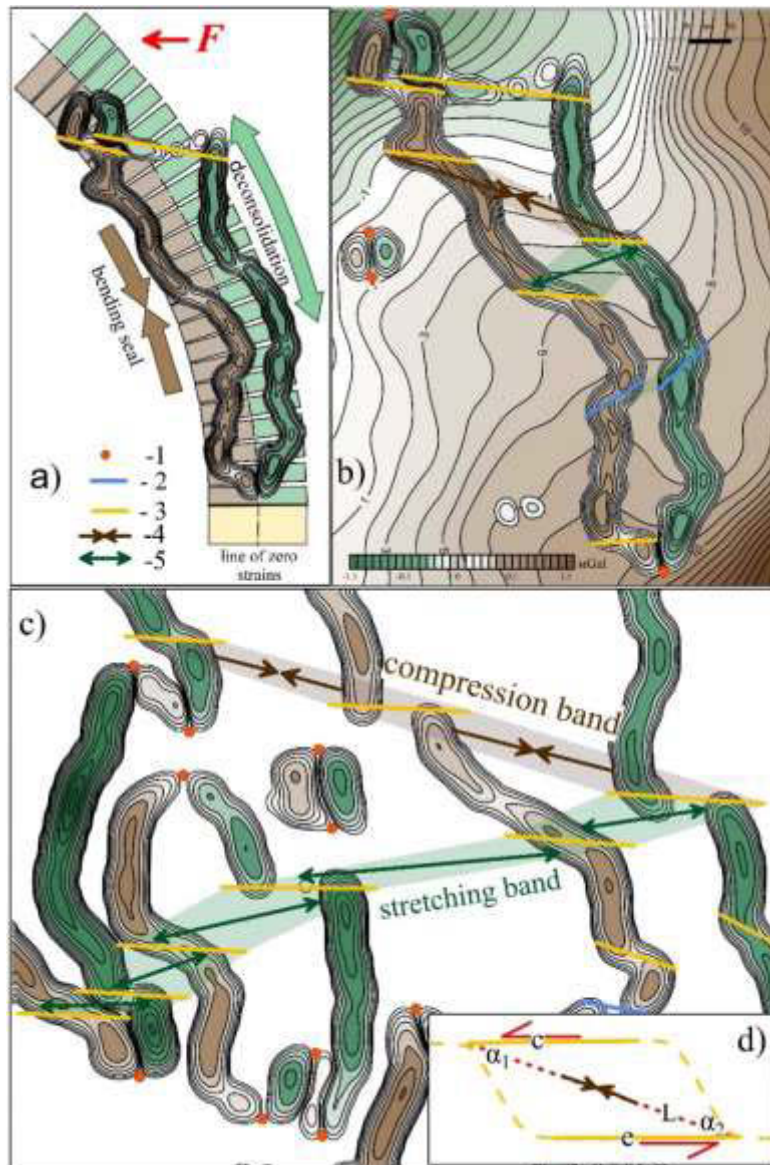 F
deconsolidation
bending seal
a)
-1
-2
-3
-4
-5
line of zero
strains
b)
mGal
c)
compression band
stretching band
d)
c
α1
L
α2
e